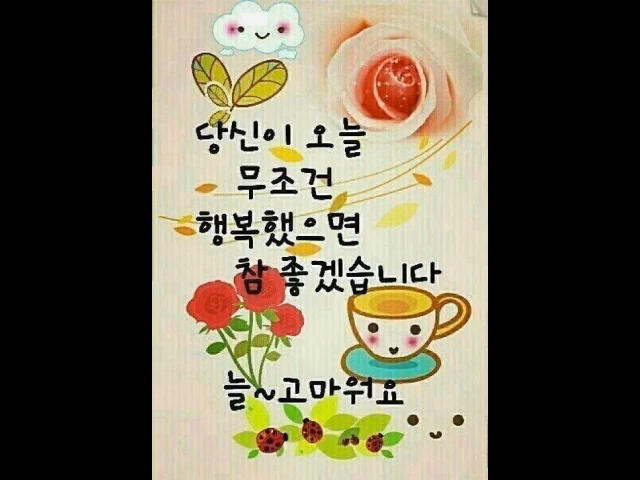 당신이 오늘
무조건
행복했으면
참 좋겠습니다
늘~고마워요